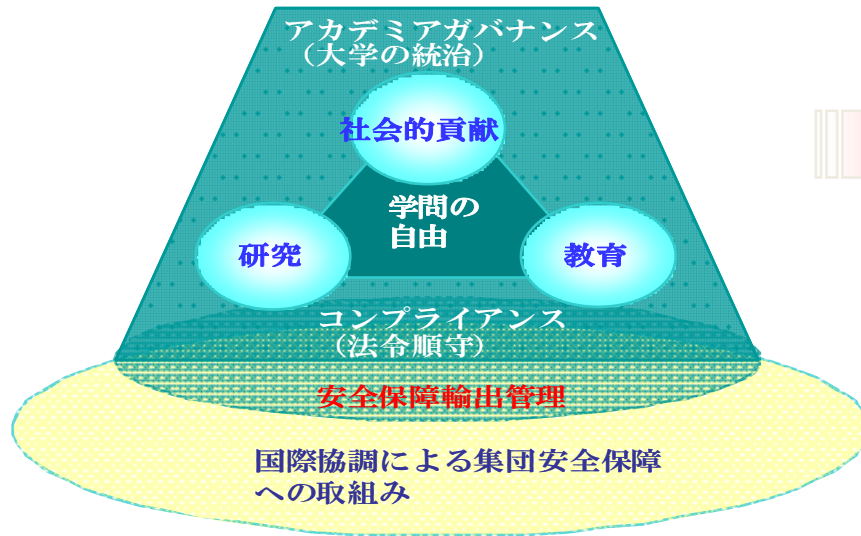 アカデミアガバナンス
（大学の統治）
社会的貢献
学問の
自由
研究
教育
コンプライアンス
（法令順守）
安全保障輸出管理
国際協調による集団安全保障
への取組み